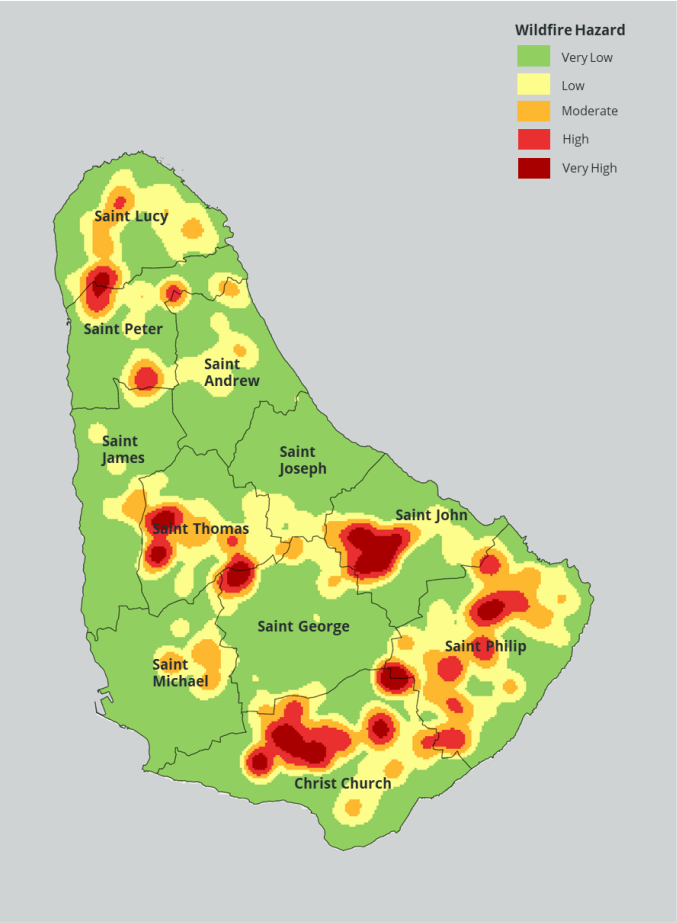 Wildfire Hazard
Very Low
Low
Moderate
High
Very High
Saint Lucy
Saint Peter
Saint
Andrew
Saint
James
Saint
Joseph
Saint John
Saint Thomas
Saint George
Saint Philip
Saint
Michael
Christ Church